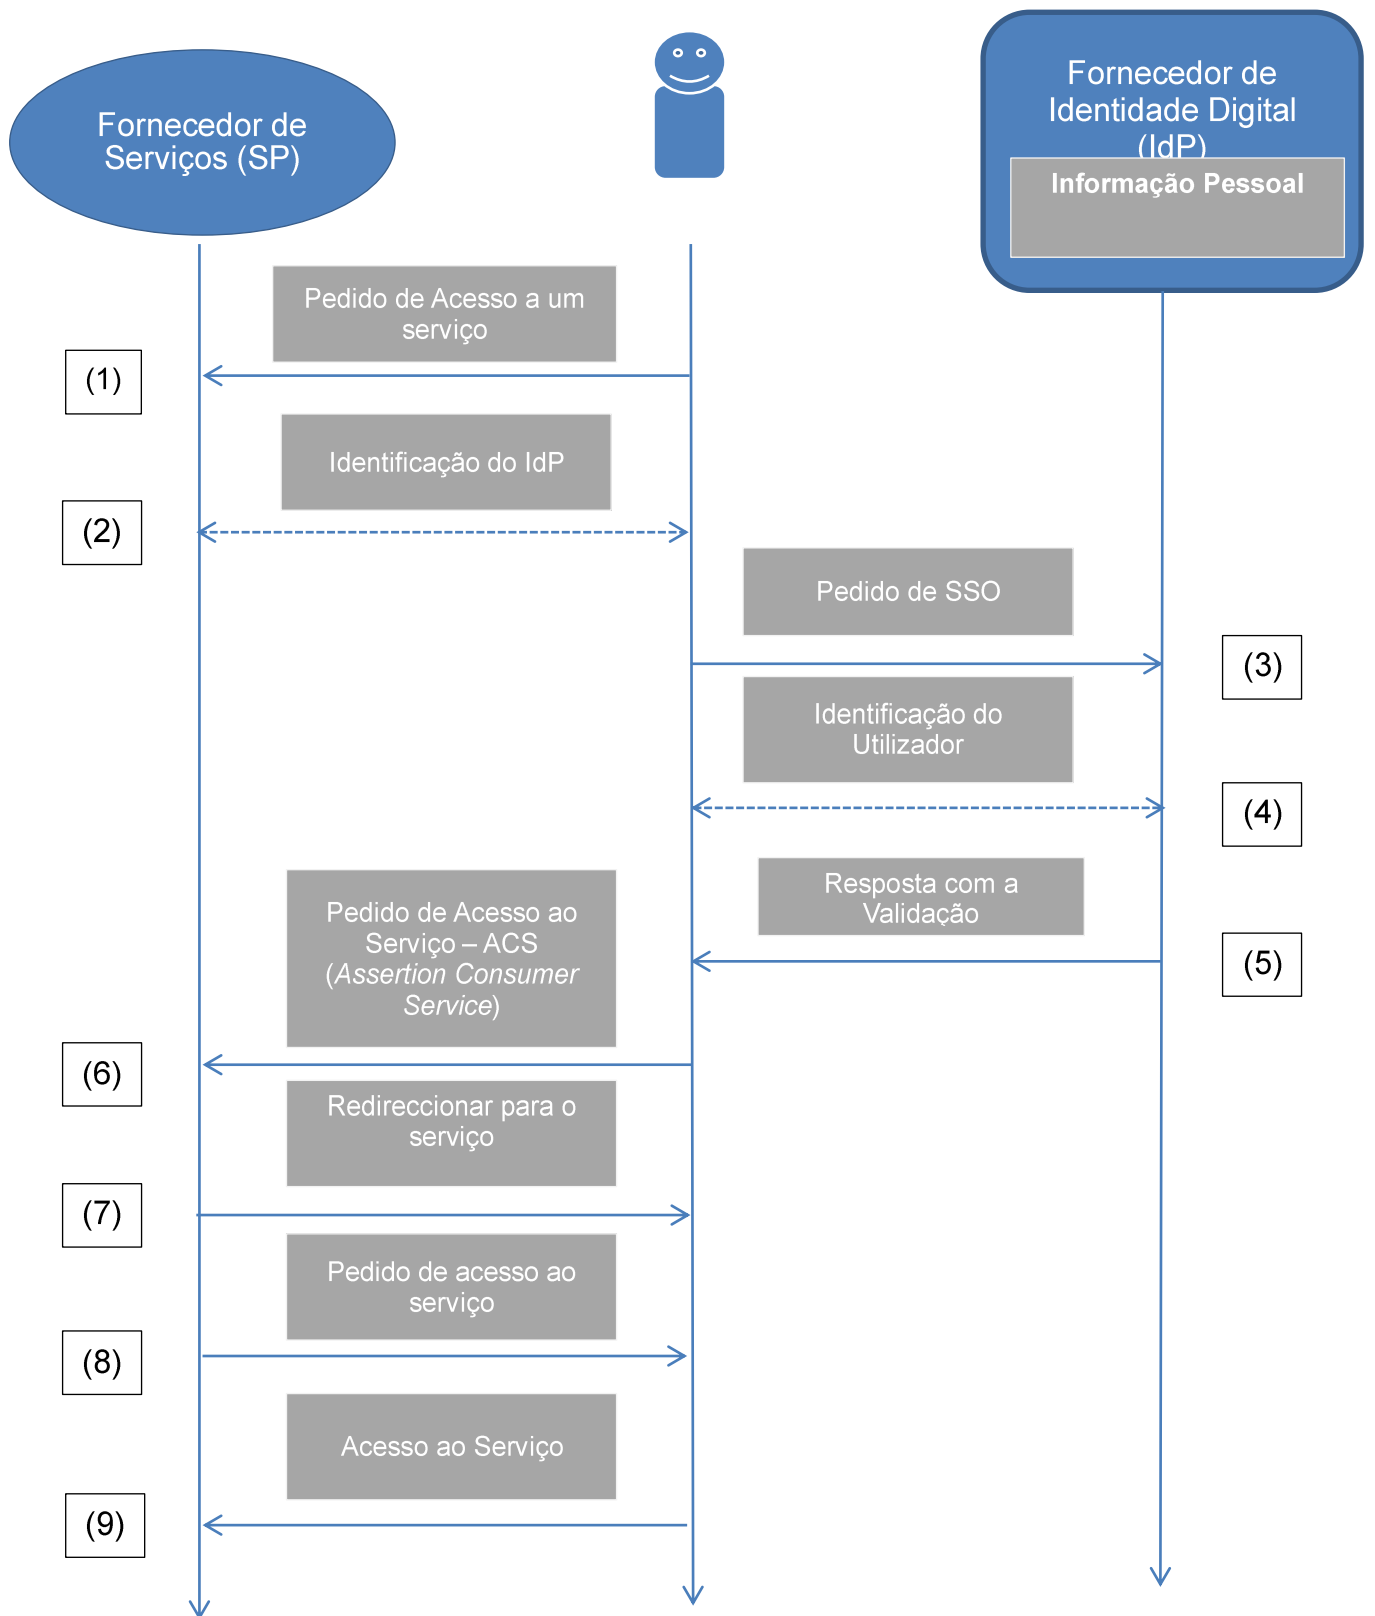 Fornecedor de
Serviços (SP)
Fornecedor de
Identidade Digital
(IdP)
Informação Pessoal
Pedido de Acesso a um
serviço
(1)
Identificação do IdP
(2)
Pedido de SSO
(3)
Identificação do
Utilizador
(4)
Resposta com a
Validação
(5)
Pedido de Acesso ao
Serviço – ACS
(Assertion Consumer
Service)
(6)
Redireccionar para o
serviço
(7)
Pedido de acesso ao
serviço
(8)
Acesso ao Serviço
(9)